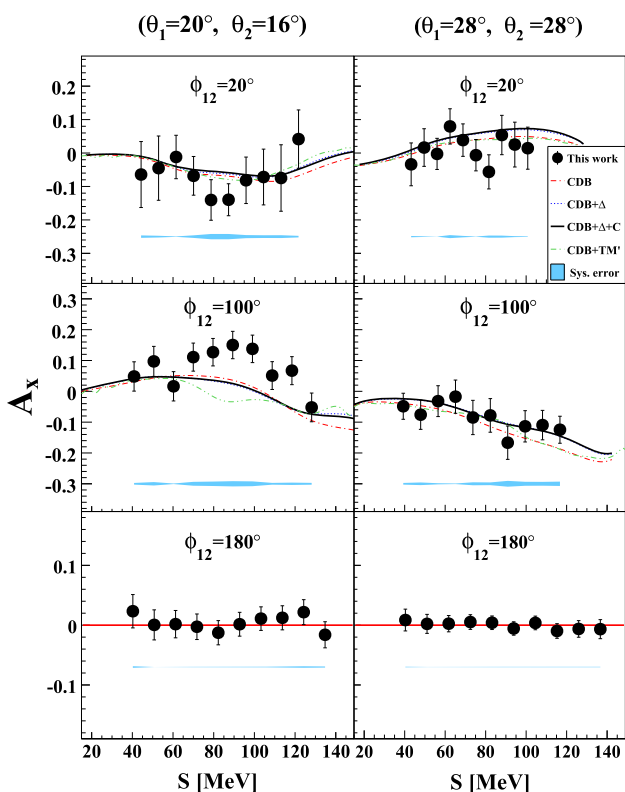 (θ1=20°, θ2=16°) (θ1=28°, θ2=28°)
ϕ12=20° ϕ12=20°
0.2
0.1
0
-0.1
-0.2
-0.3
This work
CDB
CDB+Δ
CDB+Δ+C
CDB+TM'
Sys. error
ϕ12=100° ϕ12=100°
0.3
0.2
0.1
0
-0.1
-0.2
-0.3
Ax
ϕ12=180° ϕ12=180°
0.1
0
-0.1
20 40 60 80 100 120 140 20 40 60 80 100 120 140
S [MeV] S [MeV]